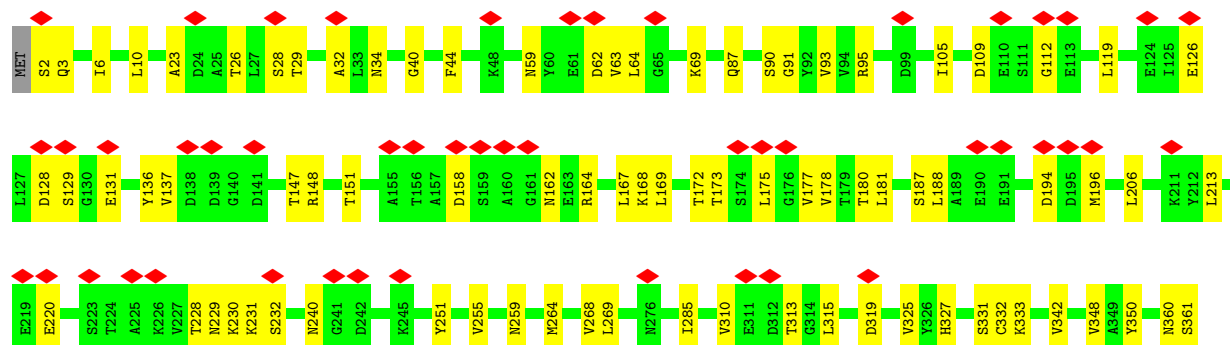 MET S2 Q3 I6 L10 A23 D24 A25 T26 L27 S28 T29 A32 L33 N34 G40 F44 K48 N59 Y60 E61 D62 V63 L64 G65 K69 Q87 S90 G91 Y92 V93 V94 R95 D99 I105 D109 E110 S111 G112 E113 L119 E124 I125 E126
L127 D128 S129 G130 E131 Y136 V137 D138 D139 G140 D141 T147 R148 T151 A155 T156 A157 D158 S159 A160 G161 N162 E163 R164 L167 K168 L169 T172 T173 S174 L175 G176 V177 V178 T179 T180 L181 S187 L188 A189 E190 E191 D194 D195 M196 L206 K211 Y212 L213
E219 E220 S223 T224 A225 K226 V227 T228 N229 K230 K231 S232 N240 G241 D242 K245 Y251 V255 N259 M264 V268 L269 N276 I285 V310 E311 D312 T313 G314 L315 D319 V325 Y326 H327 S331 C332 K333 V342 V348 A349 Y350 N360 S361